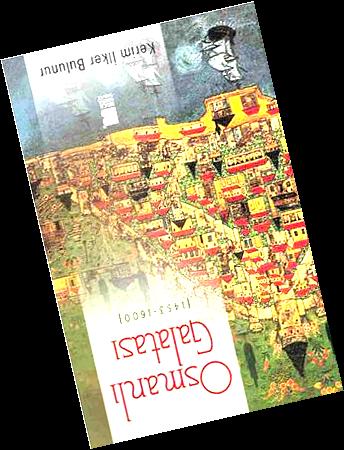 Osmanlı
Galatası
[1453-1600]
Kerim İlker Bulunur